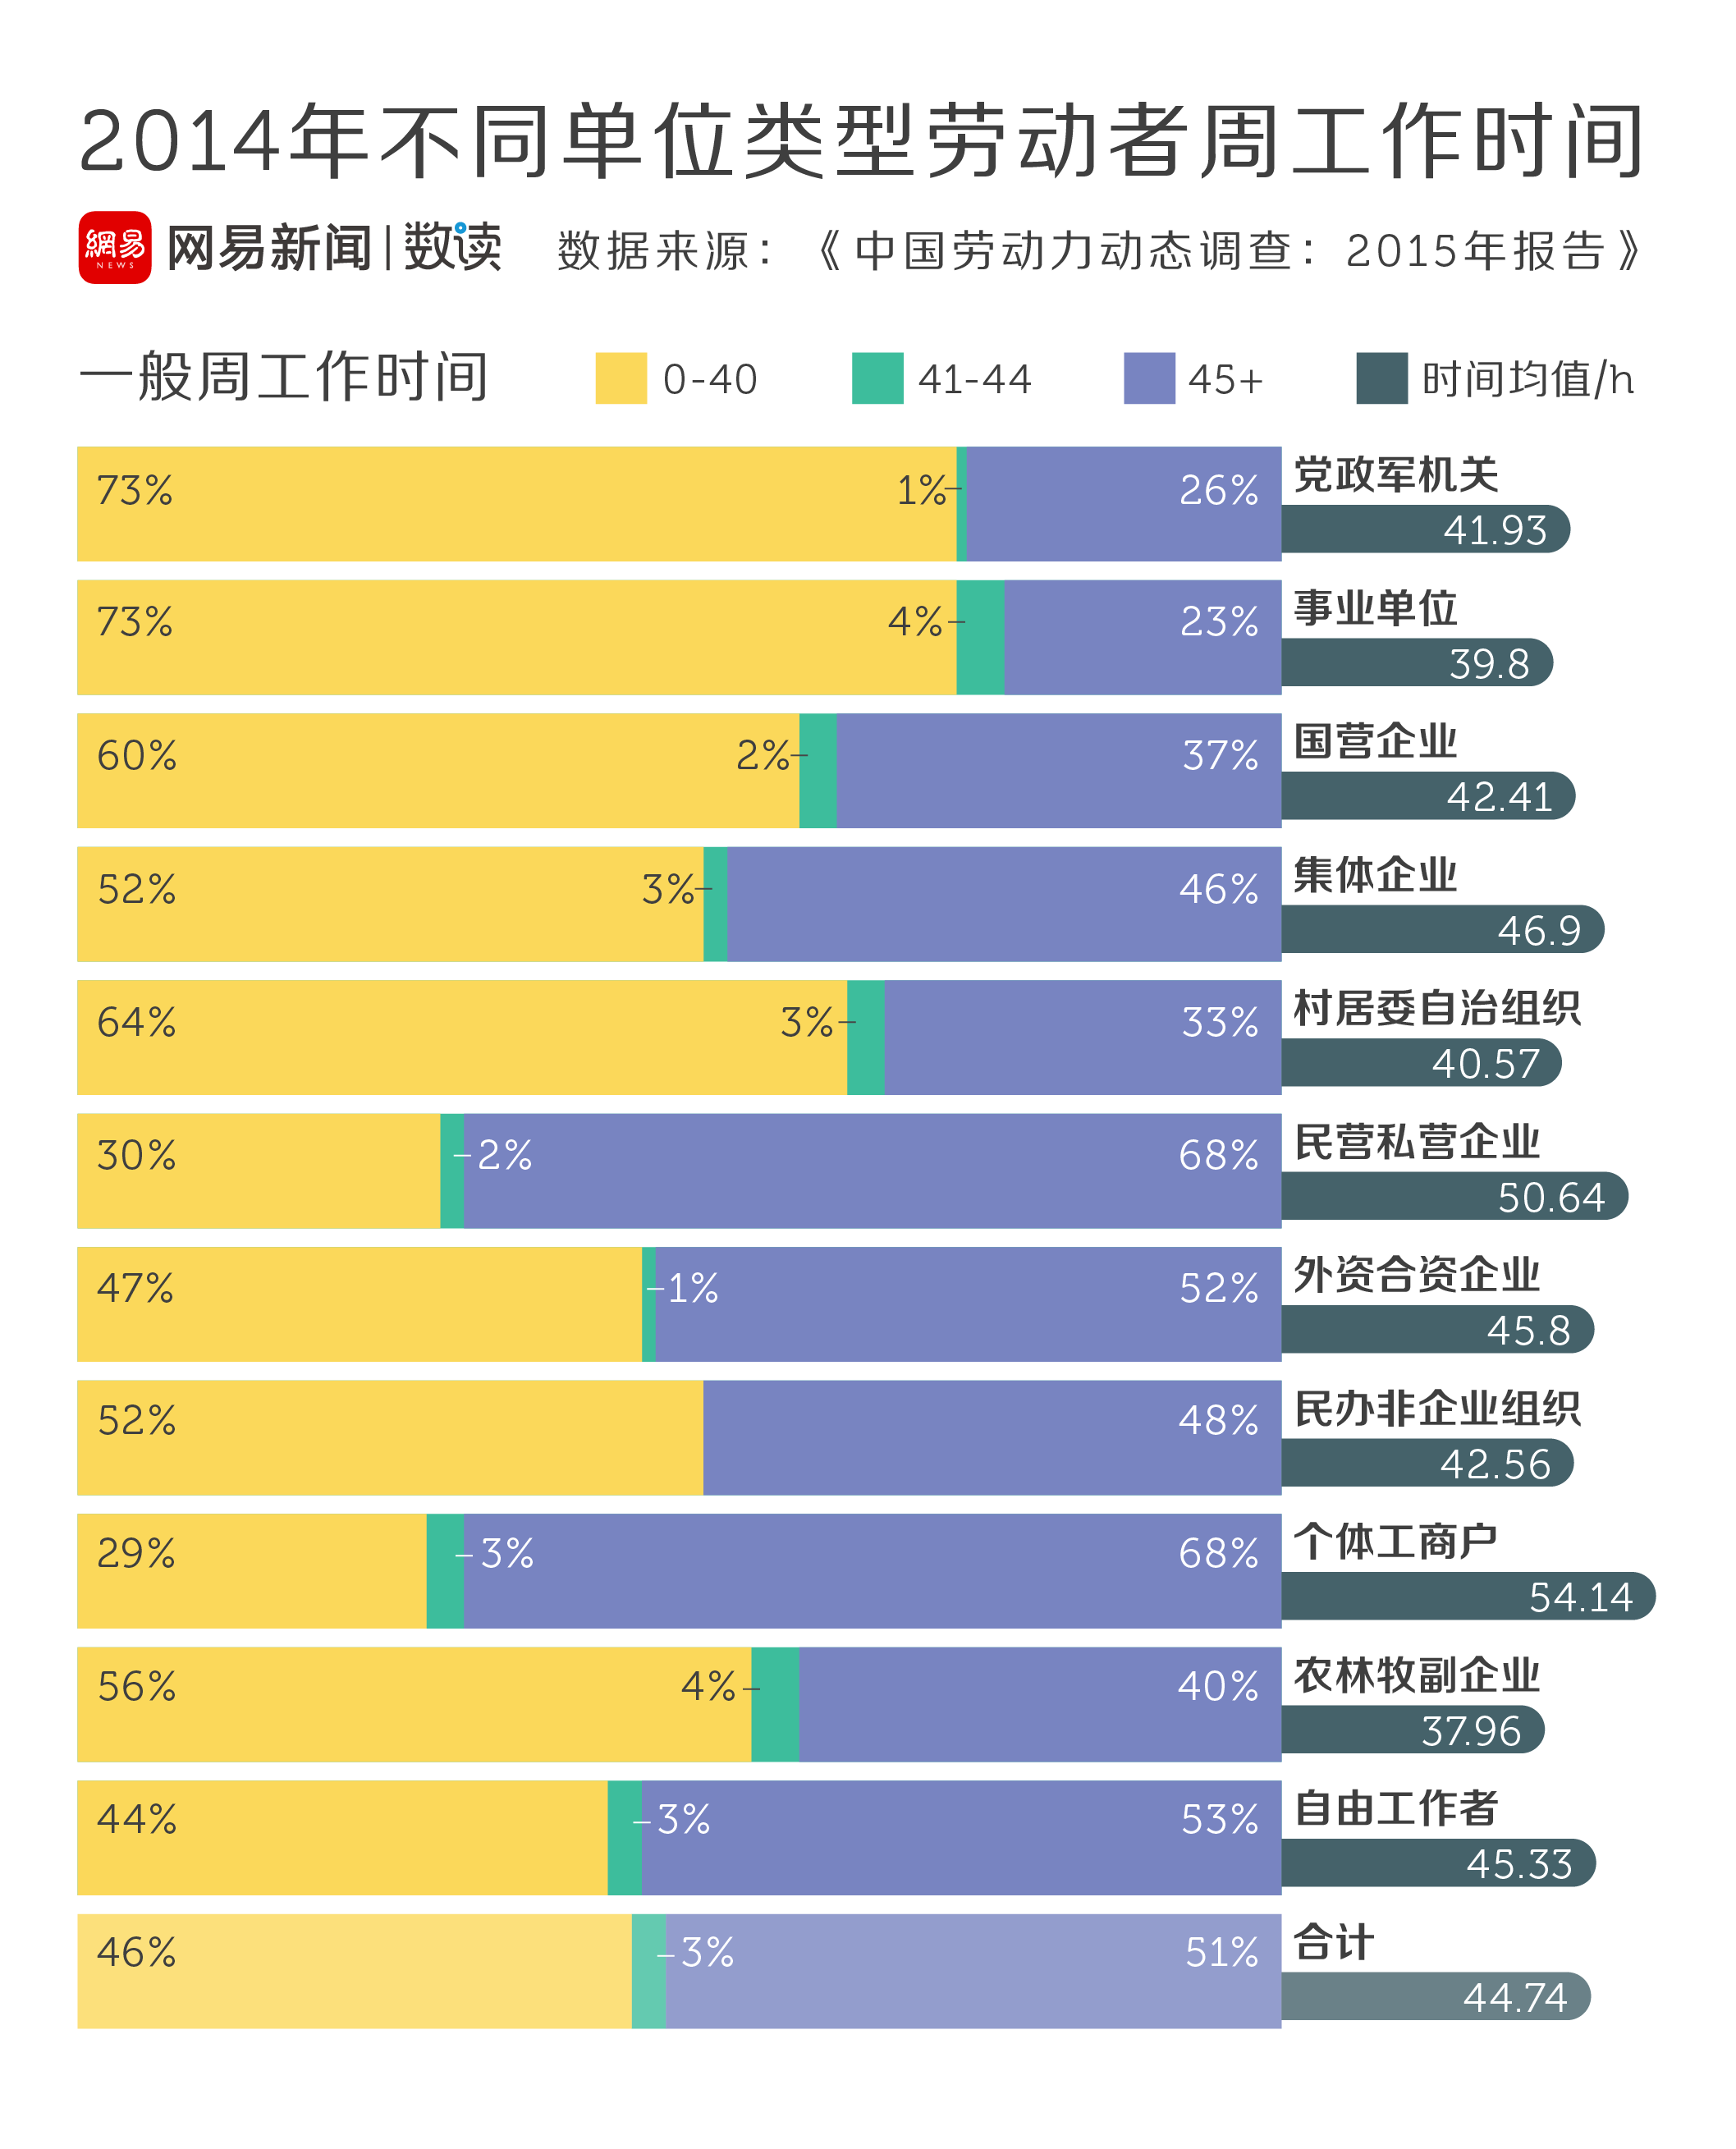 2014年不同单位类型劳动者周工作时间
網易 NEWS 网易新闻 | 数读 数据来源：《中国劳动力动态调查：2015年报告》
一般周工作时间 0-40 41-44 45+ 时间均值/h
73% 1% 26% 党政军机关
41.93
73% 4% 23% 事业单位
39.8
60% 2% 37% 国营企业
42.41
52% 3% 46% 集体企业
46.9
64% 3% 33% 村居委自治组织
40.57
30% 2% 68% 民营私营企业
50.64
47% 1% 52% 外资合资企业
45.8
52% 48% 民办非企业组织
42.56
29% 3% 68% 个体工商户
54.14
56% 4% 40% 农林牧副企业
37.96
44% 3% 53% 自由工作者
45.33
46% 3% 51% 合计
44.74